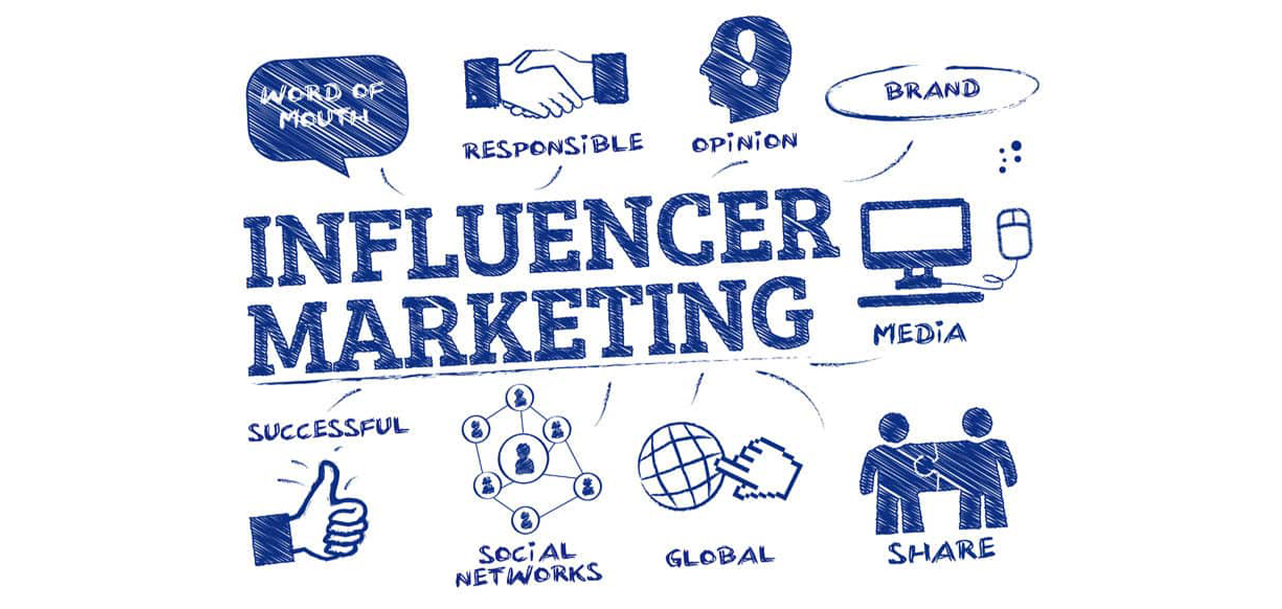 WORD OF
MOUTH
RESPONSiBLE
OPiNiON
BRAND
INFLUENCER
MARKETING
MEDiA
SUCCESSFUL
SOCiAL
NETWORKS
GLOBAL
SHARE